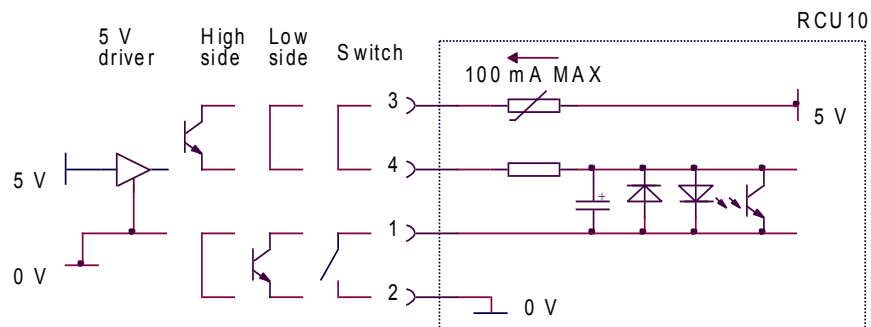 RCU10
5 V
driver
High
side
Low
side
Switch
100 mA MAX
3
5 V
4
5 V
+
1
0 V
2
0 V